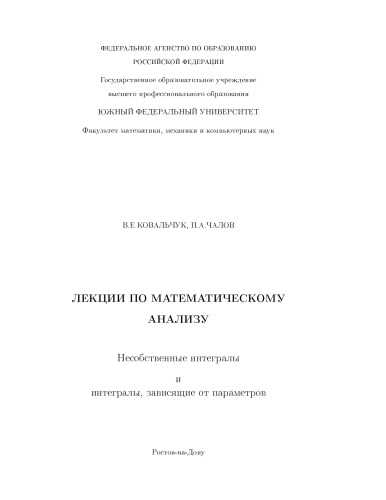 ФЕДЕРАЛЬНОЕ АГЕНСТВО ПО ОБРАЗОВАНИЮ
РОССИЙСКОЙ ФЕДЕРАЦИИ
Государственное образовательное учреждение
высшего профессионального образования
ЮЖНЫЙ ФЕДЕРАЛЬНЫЙ УНИВЕРСИТЕТ
Факультет математики, механики и компьютерных наук
В.Е.КОВАЛЬЧУК, П.А.ЧАЛОВ
ЛЕКЦИИ ПО МАТЕМАТИЧЕСКОМУ
АНАЛИЗУ
Несобственные интегралы
и
интегралы, зависящие от параметров
Ростов-на-Дону